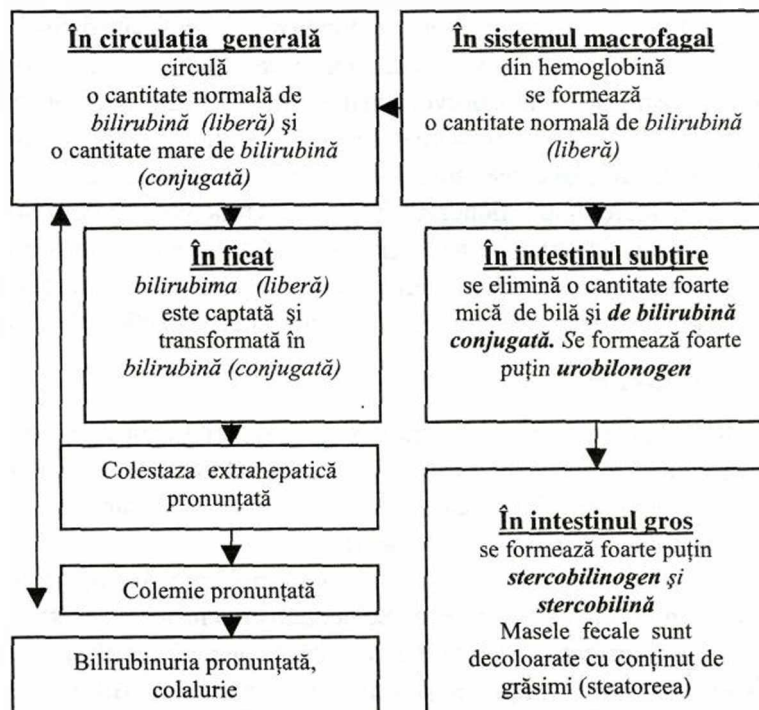 În circulația generală
circulă
o cantitate normală de
bilirubină (liberă) şi
o cantitate mare de bilirubină
(conjugată)
În sistemul macrofagal
din hemoglobină
se formează
o cantitate normală de bilirubină
(liberă)
În ficat
bilirubima (liberă)
este captată şi
transformată în
bilirubină (conjugată)
În intestinul subțire
se elimină o cantitate foarte
mică de bilă şi de bilirubină
conjugată. Se formează foarte
puțin urobilonogen
Colestaza extrahepatică
pronunțată
Colemie pronunțată
Bilirubinuria pronunțată,
colalurie
În intestinul gros
se formează foarte puțin
stercobilinogen şi
stercobilină
Masele fecale sunt
decoloarate cu conținut de
grăsimi (steatoreea)